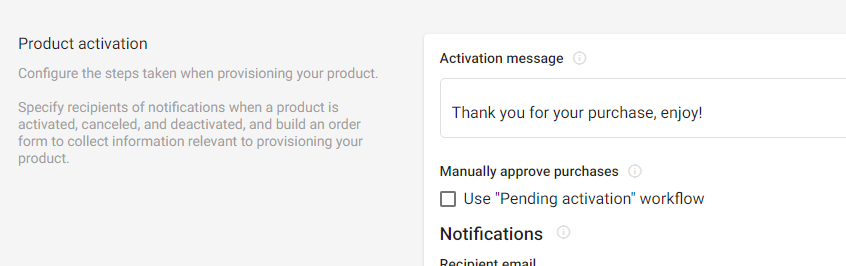 Product activation
Configure the steps taken when provisioning your product.
Specify recipients of notifications when a product is
activated, canceled, and deactivated, and build an order
form to collect information relevant to provisioning your
product.
Activation message
Thank you for your purchase, enjoy!
Manually approve purchases
Use "Pending activation" workflow
Notifications
Recipient email